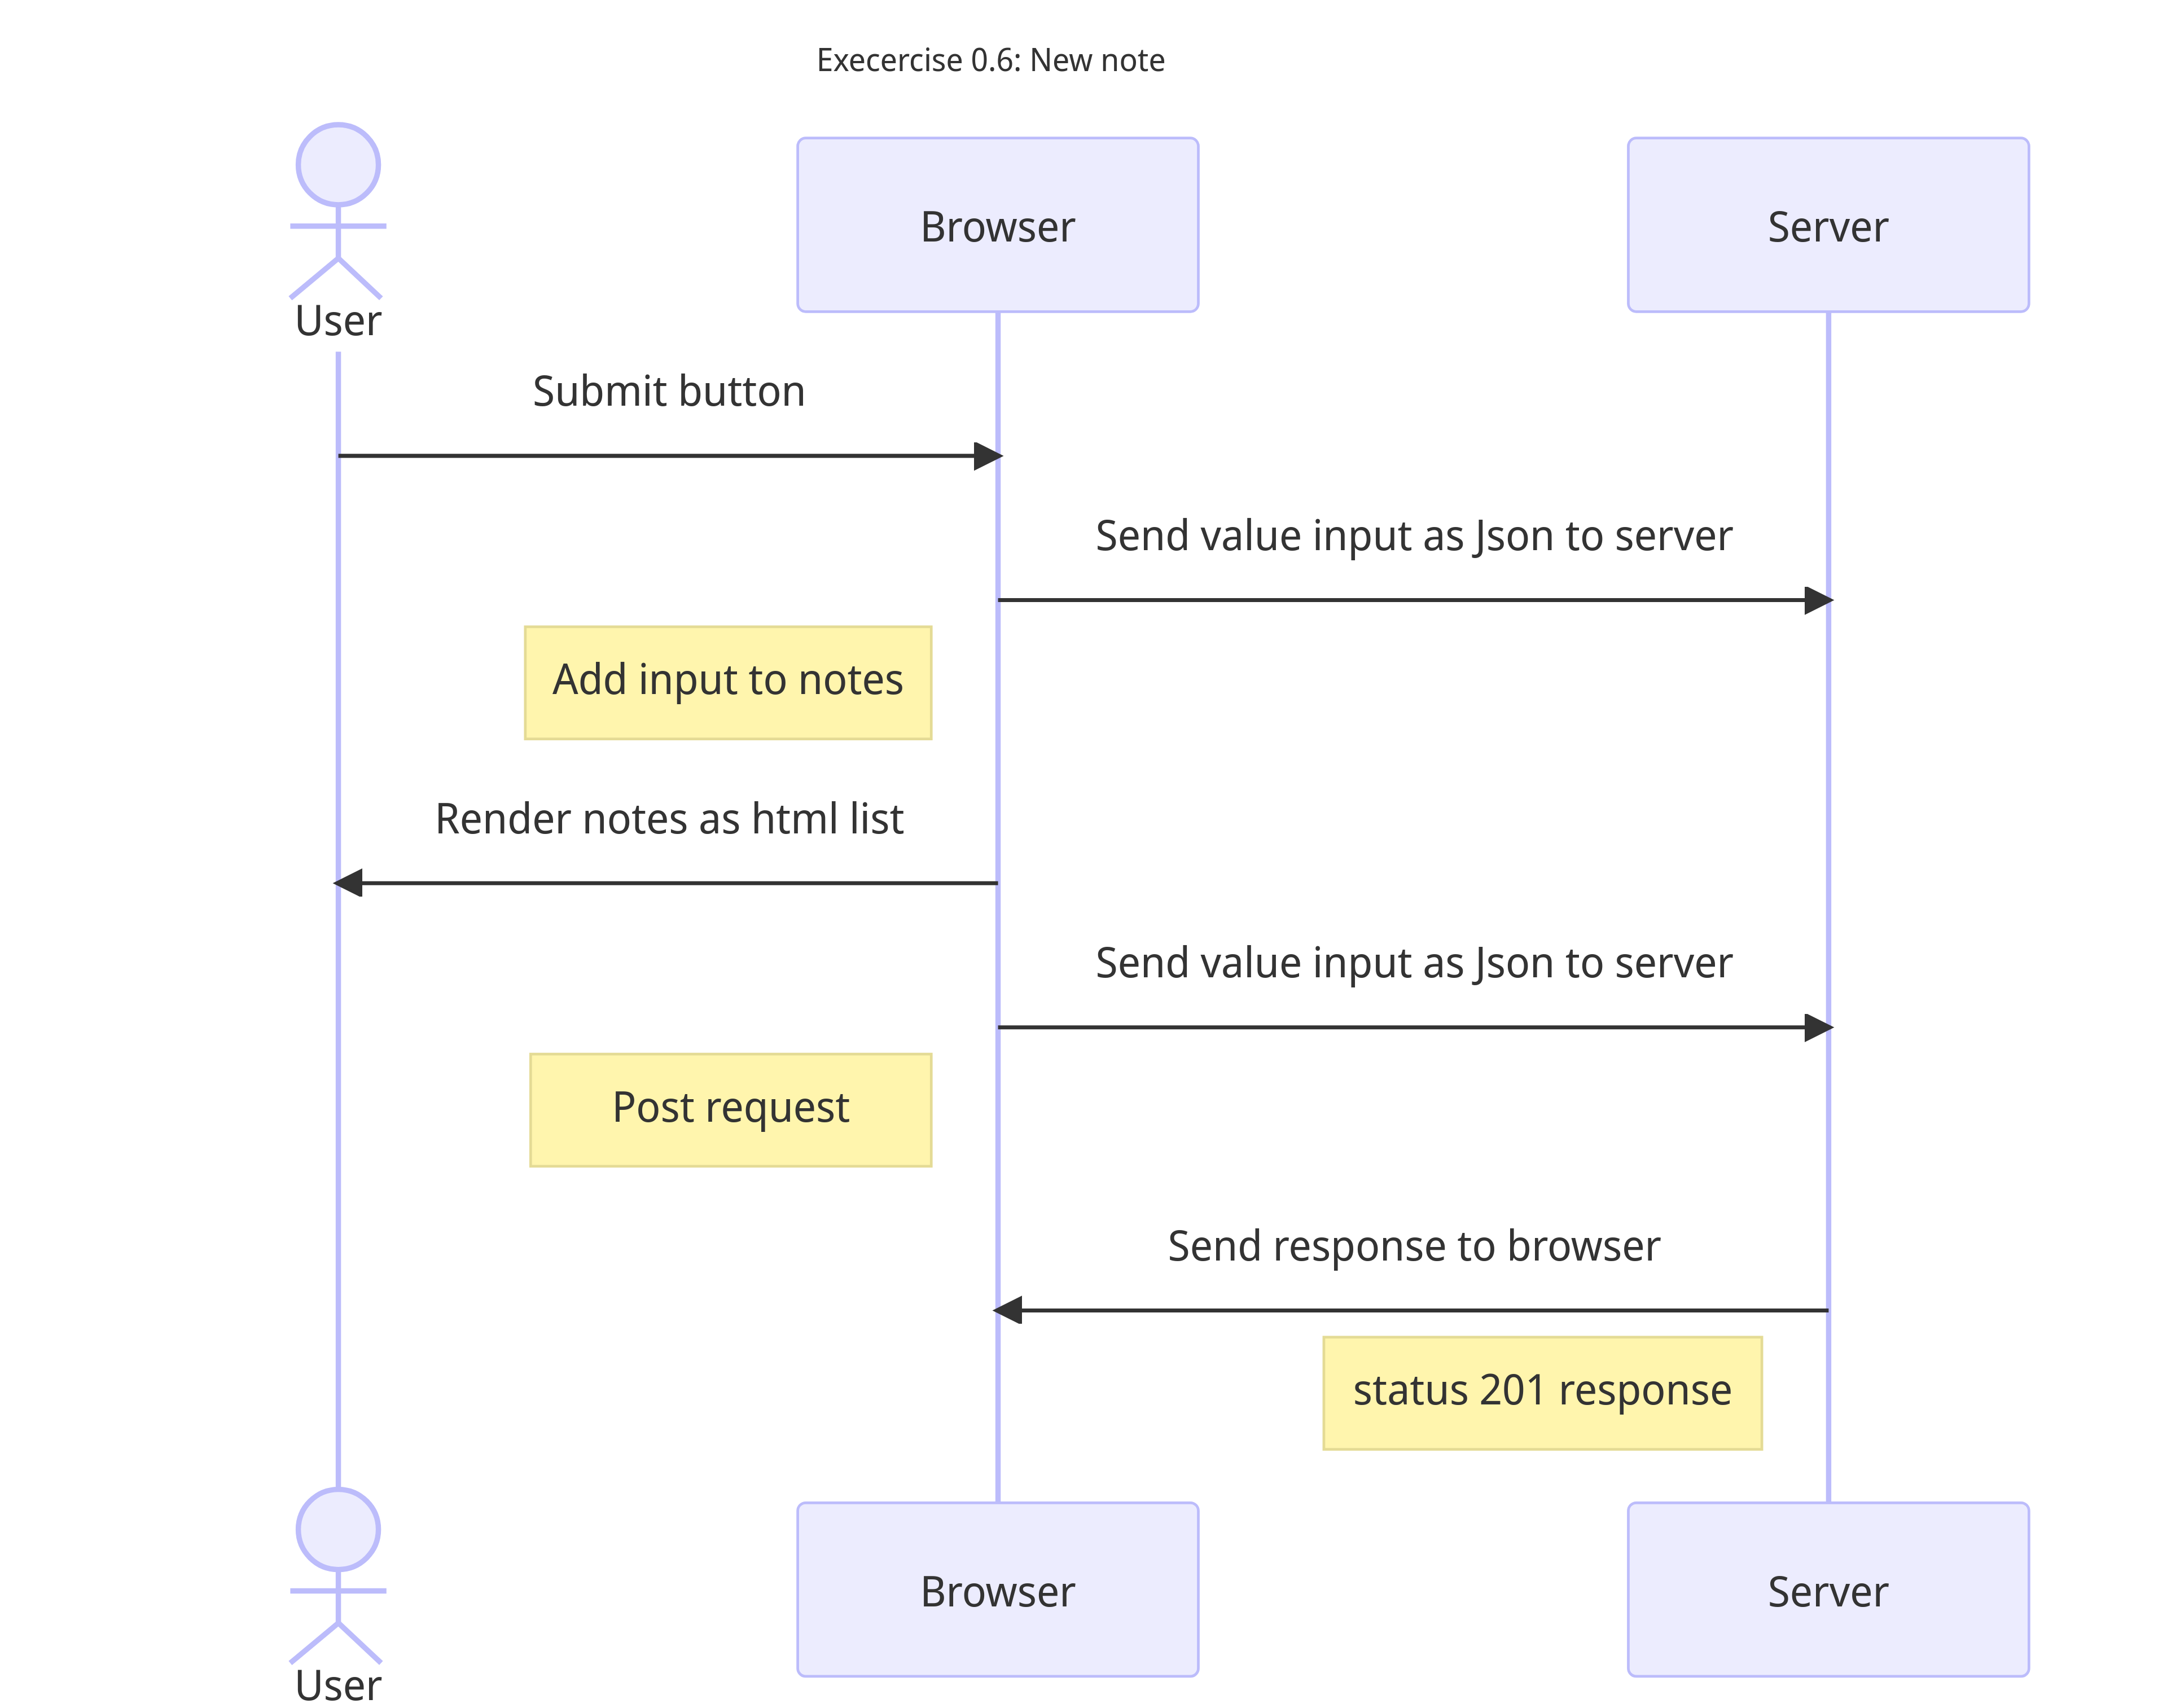 Execercise 0.6: New note
Browser
Server
User
Submit button
Send value input as Json to server
Add input to notes
Render notes as html list
Send value input as Json to server
Post request
Send response to browser
status 201 response
Browser
Server
User